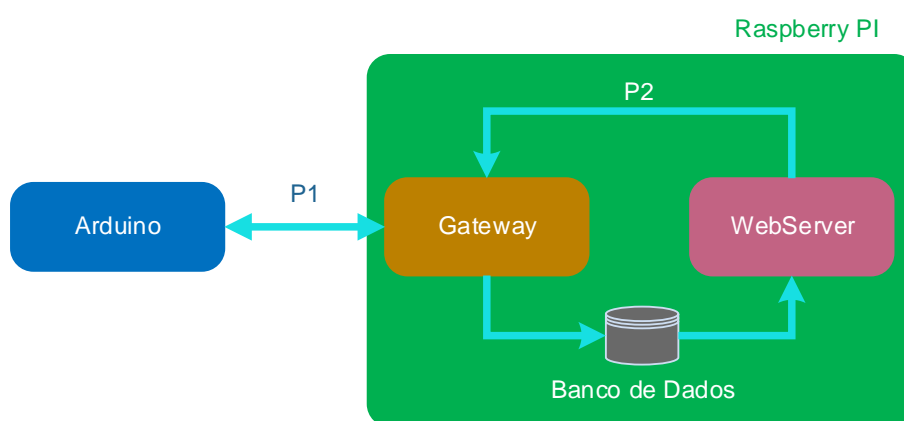 Raspberry PI
P2
P1
Arduino
Gateway
WebServer
Banco de Dados